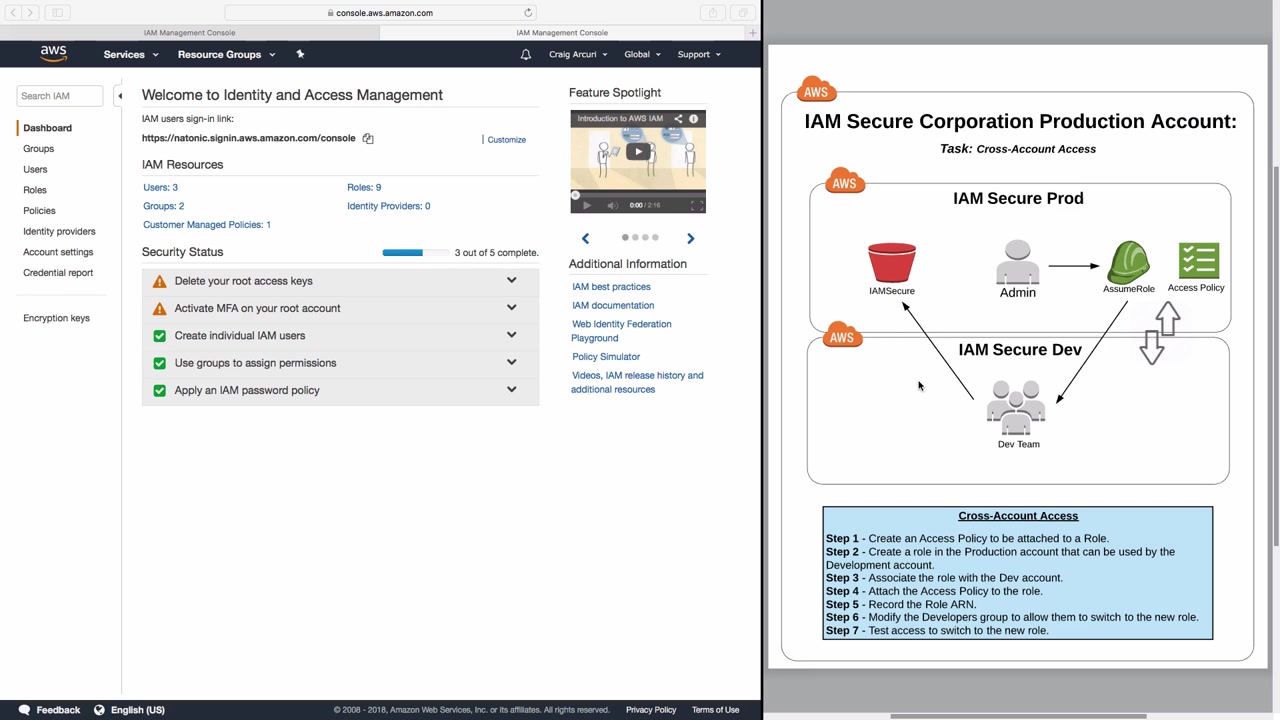 console.aws.amazon.com
IAM Management Console
IAM Management Console
aws
Services
Resource Groups
Craig Arcuri
Global
Support
Search IAM
Dashboard
Groups
Users
Roles
Policies
Identity providers
Account settings
Credential report
Encryption keys
Welcome to Identity and Access Management
IAM users sign-in link:
https://natonic.signin.aws.amazon.com/console
Customize
IAM Resources
Users: 3
Roles: 9
Groups: 2
Identity Providers: 0
Customer Managed Policies: 1
Security Status
3 out of 5 complete.
Delete your root access keys
Activate MFA on your root account
Create individual IAM users
Use groups to assign permissions
Apply an IAM password policy
Feature Spotlight
Introduction to AWS IAM
0:00 / 2:16
Additional Information
IAM best practices
IAM documentation
Web Identity Federation
Playground
Policy Simulator
Videos, IAM release history and
additional resources
Feedback
English (US)
© 2008 - 2018, Amazon Web Services, Inc. or its affiliates. All rights reserved.
Privacy Policy
Terms of Use
AWS
IAM Secure Corporation Production Account:
Task: Cross-Account Access
AWS
IAM Secure Prod
IAMSecure
Admin
AssumeRole
Access Policy
AWS
IAM Secure Dev
Dev Team
Cross-Account Access
Step 1 - Create an Access Policy to be attached to a Role.
Step 2 - Create a role in the Production account that can be used by the
Development account.
Step 3 - Associate the role with the Dev account.
Step 4 - Attach the Access Policy to the role.
Step 5 - Record the Role ARN.
Step 6 - Modify the Developers group to allow them to switch to the new role.
Step 7 - Test access to switch to the new role.